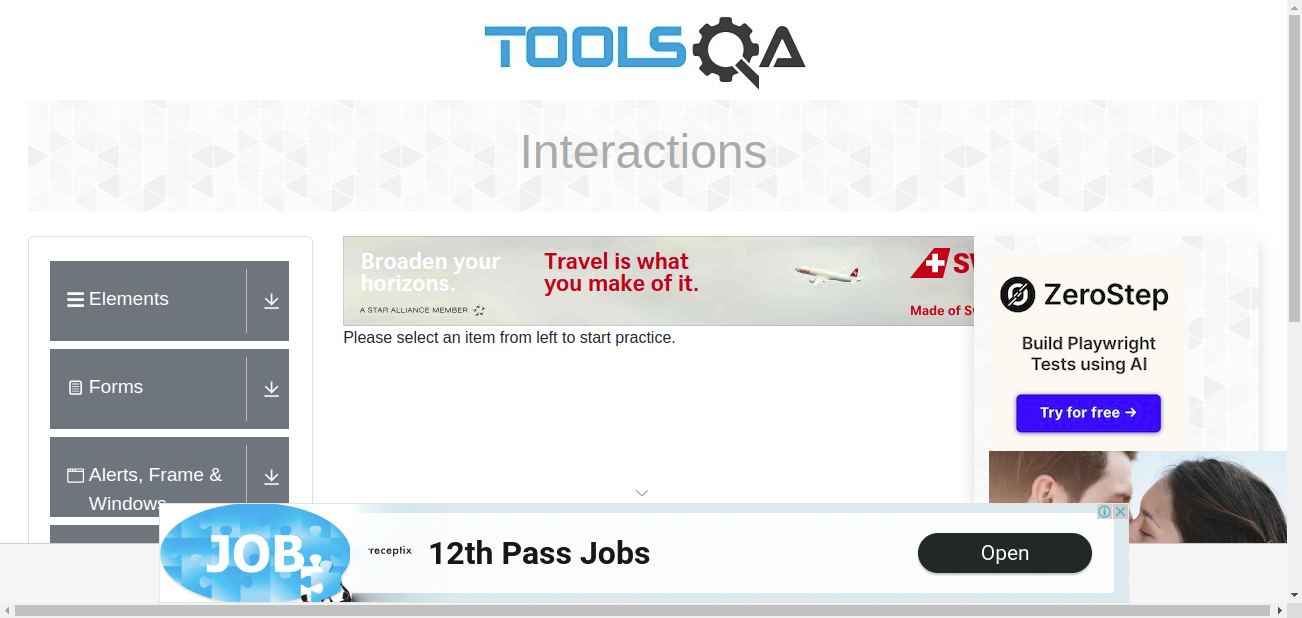 TOOLSQA
Interactions
Elements
Forms
Alerts, Frame &
Windows
Broaden your
horizons.
A STAR ALLIANCE MEMBER
Travel is what
you make of it.
Made of
Please select an item from left to start practice.
ZeroStep
Build Playwright
Tests using AI
Try for free →
JOB
receptix
12th Pass Jobs
Open